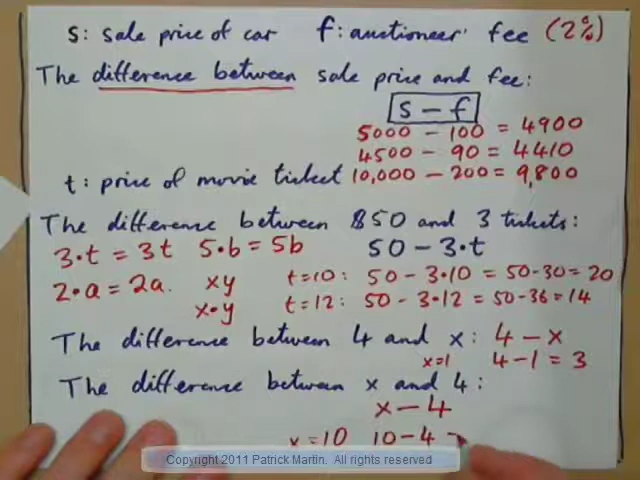 s: sale price of car f: auctioneer' fee (2%)
The difference between sale price and fee:
s - f
5000 - 100 = 4900
4500 - 90 = 4410
t: price of movie ticket 10,000 - 200 = 9,800
The difference between $50 and 3 tickets:
3·t = 3t 5·b = 5b 50 - 3·t
2·a = 2a. xy t=10: 50 - 3·10 = 50-30 = 20
x·y t=12: 50 - 3·12 = 50-36 = 14
The difference between 4 and x: 4 - x
x=1 4 - 1 = 3
The difference between x and 4:
x - 4
x=10 10 - 4
Copyright 2011 Patrick Martin. All rights reserved